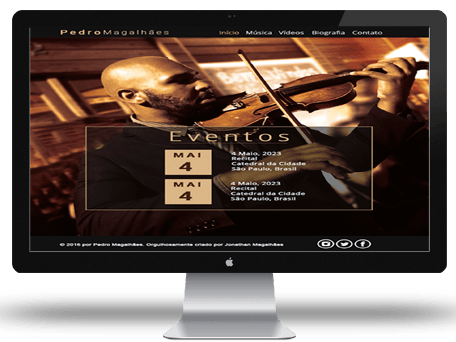 PedroMagalhães
Início Música Vídeos Biografia Contato
Eventos
MAI
4
4 Maio, 2023
Recital
Catedral da Cidade
São Paulo, Brasil
MAI
4
4 Maio, 2023
Recital
Catedral da Cidade
São Paulo, Brasil
© 2016 por Pedro Magalhães. Orgulhosamente criado por Jonathan Magalhães